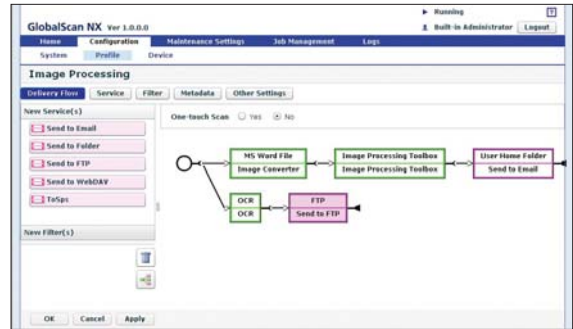 GlobalScan NX Ver 1.0.0.0
Running
?
Built-in Administrator Logout
Home Configuration Maintenance Settings Job Management Logs
System Profile Device
Image Processing
Delivery Flow Service Filter Metadata Other Settings
New Service(s)
One-touch Scan Yes No
Send to Email
Send to Folder
Send to FTP
Send to WebDAV
ToSps
MS Word File
Image Converter
Image Processing Toolbox
Image Processing Toolbox
User Home Folder
Send to Email
OCR
OCR
FTP
Send to FTP
New Filter(s)
OK Cancel Apply